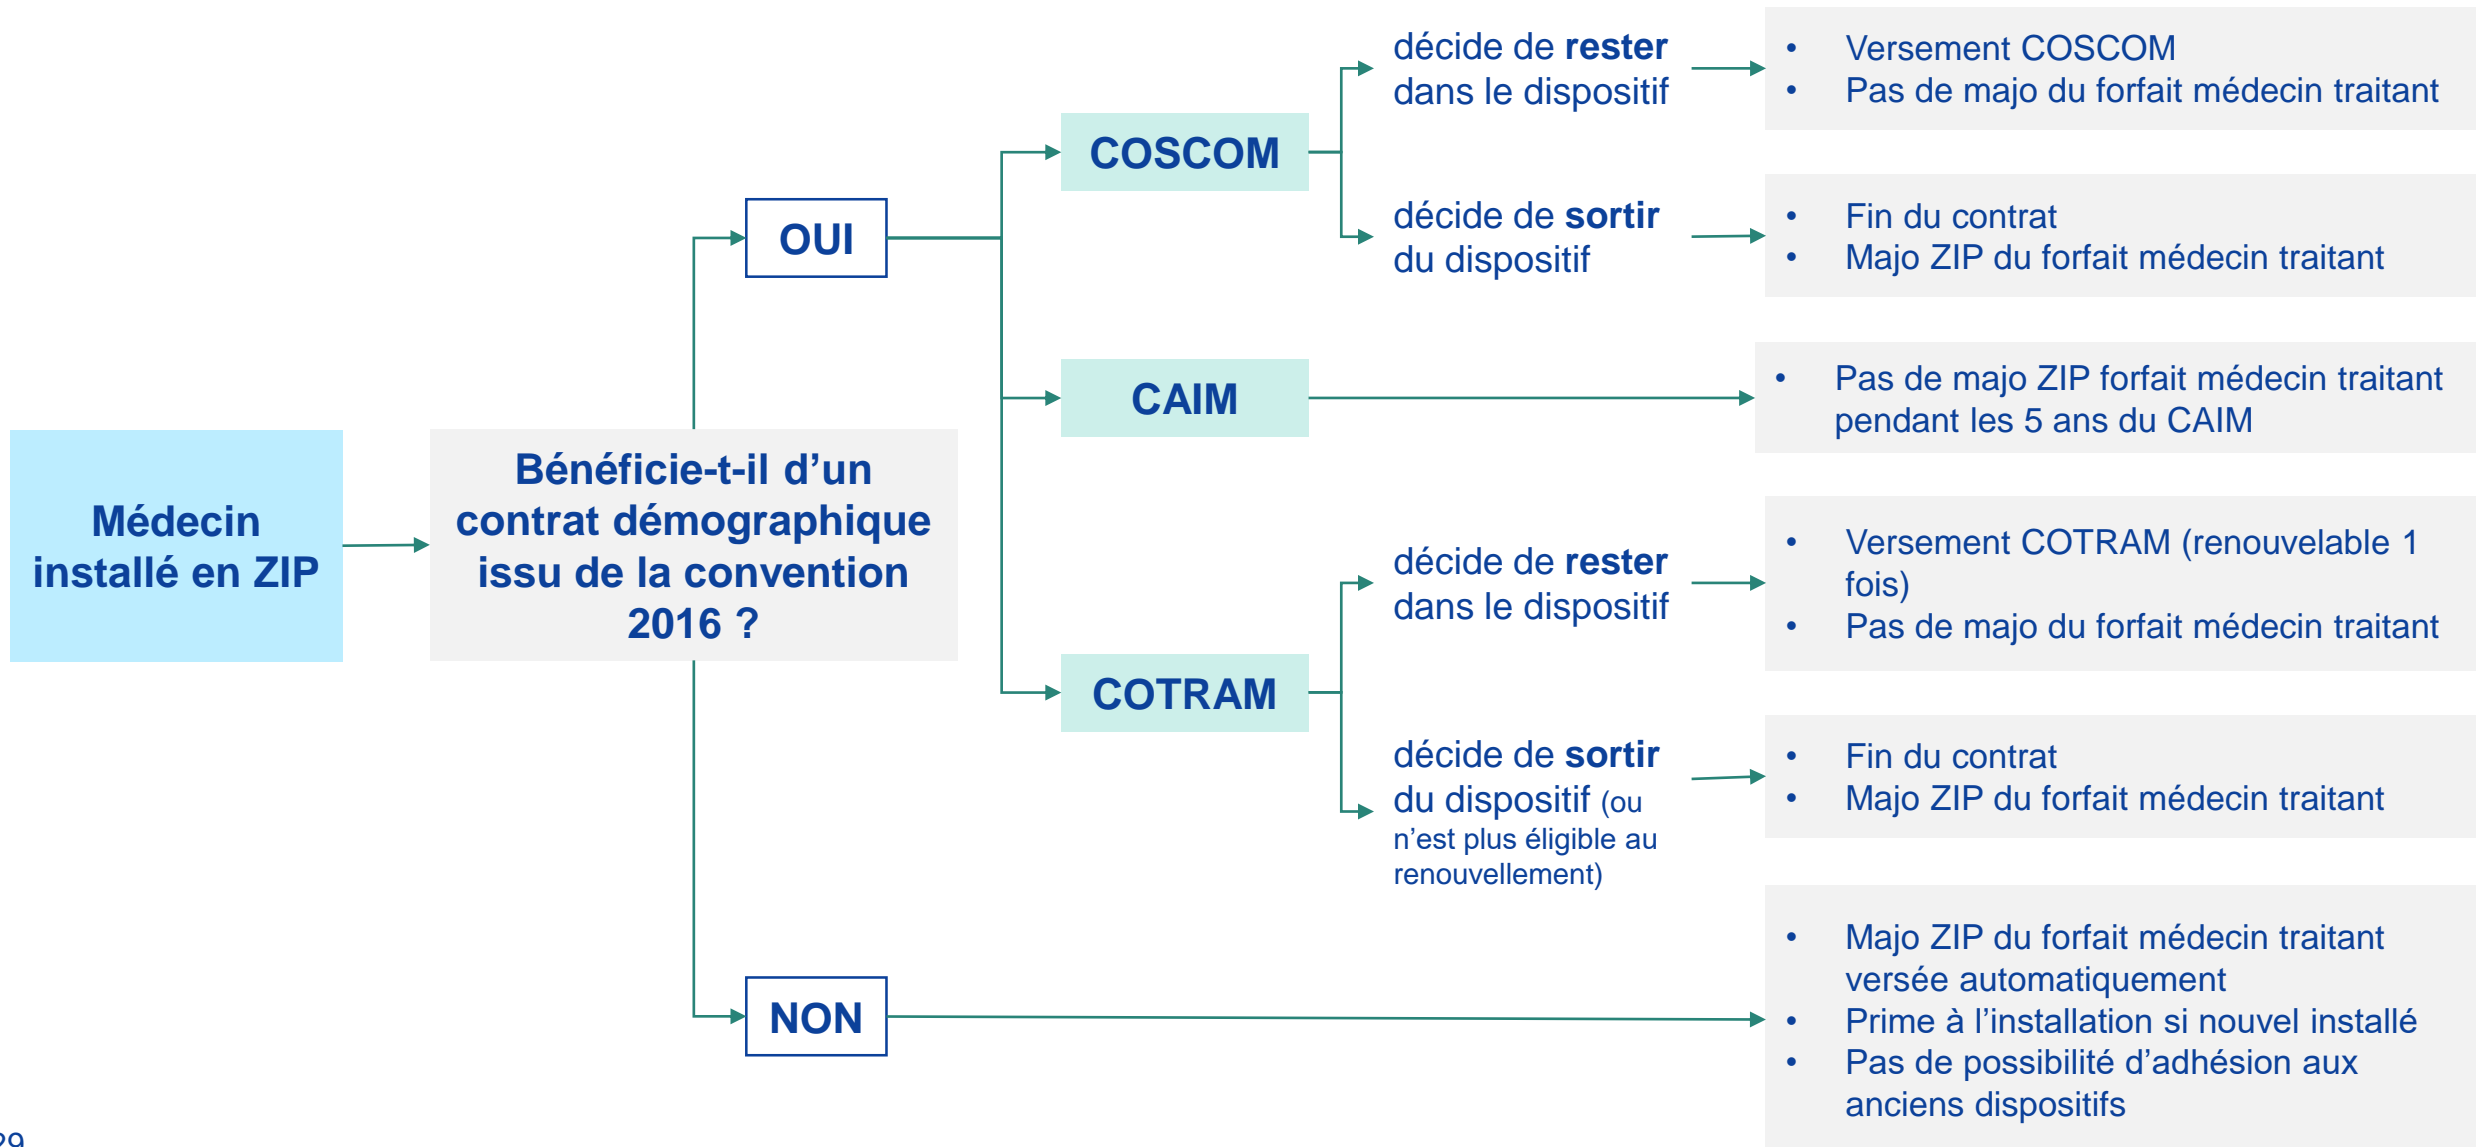 Médecin
installé en ZIP
Bénéficie-t-il d’un
contrat démographique
issu de la convention
2016 ?
OUI
COSCOM
décide de rester
dans le dispositif
• Versement COSCOM
• Pas de majo du forfait médecin traitant
décide de sortir
du dispositif
• Fin du contrat
• Majo ZIP du forfait médecin traitant
CAIM
• Pas de majo ZIP forfait médecin traitant
pendant les 5 ans du CAIM
COTRAM
décide de rester
dans le dispositif
• Versement COTRAM (renouvelable 1
fois)
• Pas de majo du forfait médecin traitant
décide de sortir
du dispositif (ou
n’est plus éligible au
renouvellement)
• Fin du contrat
• Majo ZIP du forfait médecin traitant
NON
• Majo ZIP du forfait médecin traitant
versée automatiquement
• Prime à l’installation si nouvel installé
• Pas de possibilité d’adhésion aux
anciens dispositifs
29